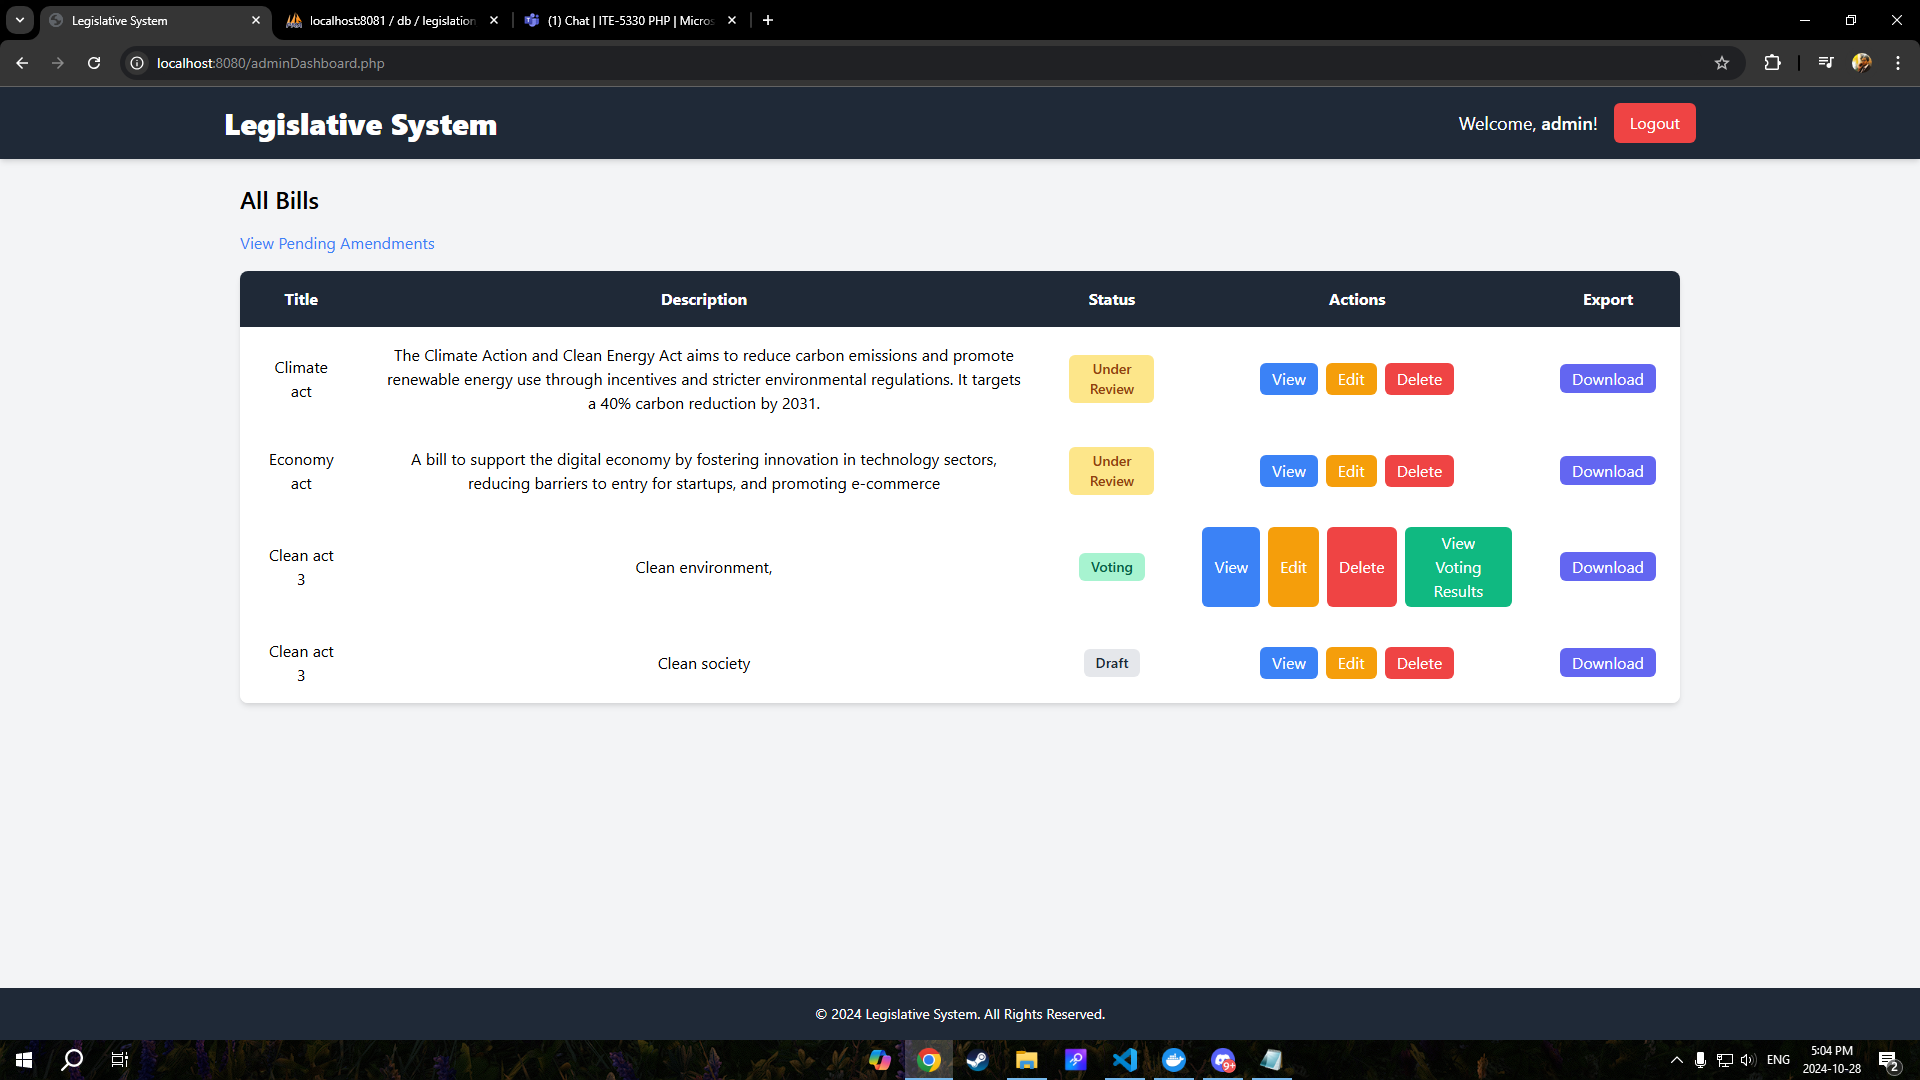 Legislative System
localhost:8081 / db / legislation
(1) Chat | ITE-5330 PHP | Micros
localhost:8080/adminDashboard.php
Legislative System
Welcome, admin!
Logout
All Bills
View Pending Amendments
Title
Description
Status
Actions
Export
Climate
act
The Climate Action and Clean Energy Act aims to reduce carbon emissions and promote
renewable energy use through incentives and stricter environmental regulations. It targets
a 40% carbon reduction by 2031.
Under
Review
View
Edit
Delete
Download
Economy
act
A bill to support the digital economy by fostering innovation in technology sectors,
reducing barriers to entry for startups, and promoting e-commerce
Under
Review
View
Edit
Delete
Download
Clean act
3
Clean environment,
Voting
View
Edit
Delete
View
Voting
Results
Download
Clean act
3
Clean society
Draft
View
Edit
Delete
Download
© 2024 Legislative System. All Rights Reserved.
9+
ENG
5:04 PM
2024-10-28
2